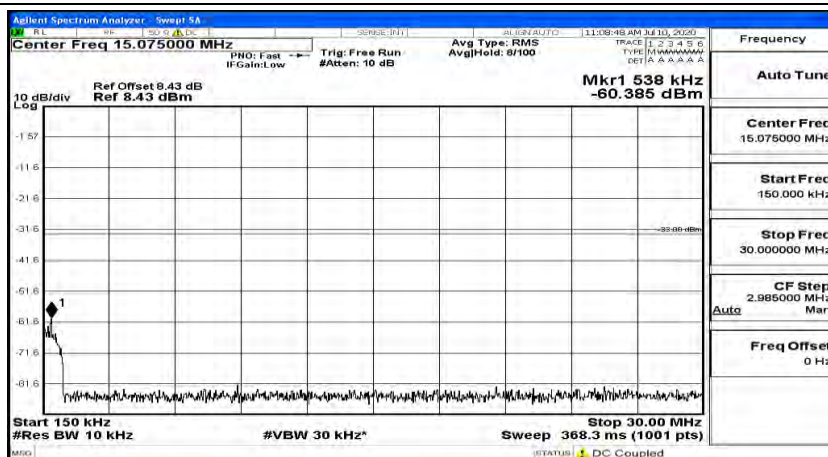 Agilent Spectrum Analyzer - Swept SA
RL RF 50 Ω DC SENSE:INT ALIGN AUTO 11:08:48 AM Jul 10, 2020
Center Freq 15.075000 MHz
PNO: Fast
IFGain:Low
Trig: Free Run
#Atten: 10 dB
Avg Type: RMS
Avg|Hold: 8/100
TRACE 1 2 3 4 5 6
TYPE M WWWWW
DET A A A A A A
Ref Offset 8.43 dB
10 dB/div Ref 8.43 dBm
Log
Mkr1 538 kHz
-60.385 dBm
-1.57
-11.6
-21.6
-31.6
-33.00 dBm
-41.6
-51.6
1
-61.6
-71.6
-81.6
Start 150 kHz
#Res BW 10 kHz
#VBW 30 kHz*
Stop 30.00 MHz
Sweep 368.3 ms (1001 pts)
MSG
STATUS DC Coupled
Frequency
Auto Tune
Center Freq
15.075000 MHz
Start Freq
150.000 kHz
Stop Freq
30.000000 MHz
CF Step
2.985000 MHz
Auto Man
Freq Offset
0 Hz